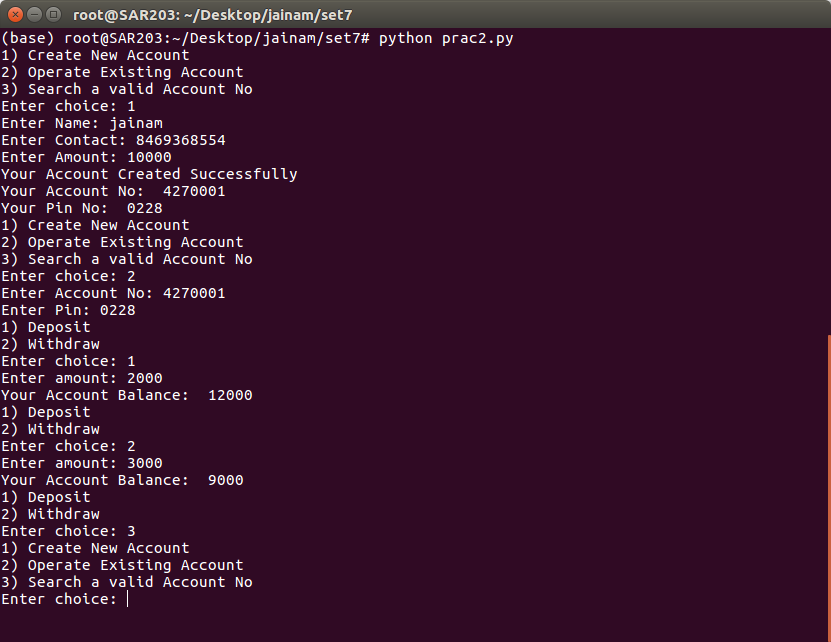 root@SAR203: ~/Desktop/jainam/set7
(base) root@SAR203:~/Desktop/jainam/set7# python prac2.py
1) Create New Account
2) Operate Existing Account
3) Search a valid Account No
Enter choice: 1
Enter Name: jainam
Enter Contact: 8469368554
Enter Amount: 10000
Your Account Created Successfully
Your Account No:  4270001
Your Pin No:  0228
1) Create New Account
2) Operate Existing Account
3) Search a valid Account No
Enter choice: 2
Enter Account No: 4270001
Enter Pin: 0228
1) Deposit
2) Withdraw
Enter choice: 1
Enter amount: 2000
Your Account Balance:  12000
1) Deposit
2) Withdraw
Enter choice: 2
Enter amount: 3000
Your Account Balance:  9000
1) Deposit
2) Withdraw
Enter choice: 3
1) Create New Account
2) Operate Existing Account
3) Search a valid Account No
Enter choice: